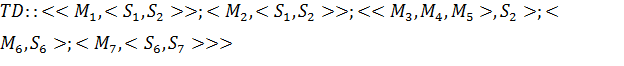 TD::<< M₁,< S₁,S₂ >>;< M₂,< S₁,S₂ >>;<< M₃,M₄,M₅ >,S₂ >;<
M₆,S₆ >;< M₇,< S₆,S₇ >>>